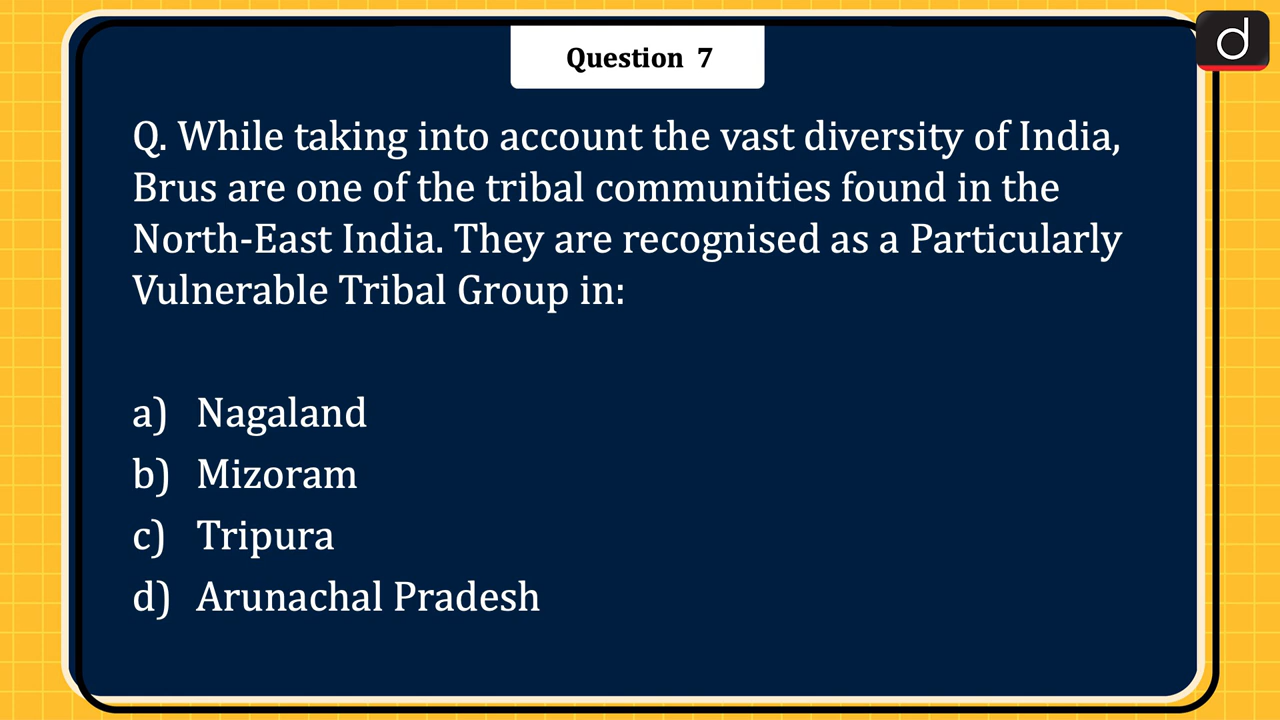 Question 7
d
Q. While taking into account the vast diversity of India,
Brus are one of the tribal communities found in the
North-East India. They are recognised as a Particularly
Vulnerable Tribal Group in:
a) Nagaland
b) Mizoram
c) Tripura
d) Arunachal Pradesh